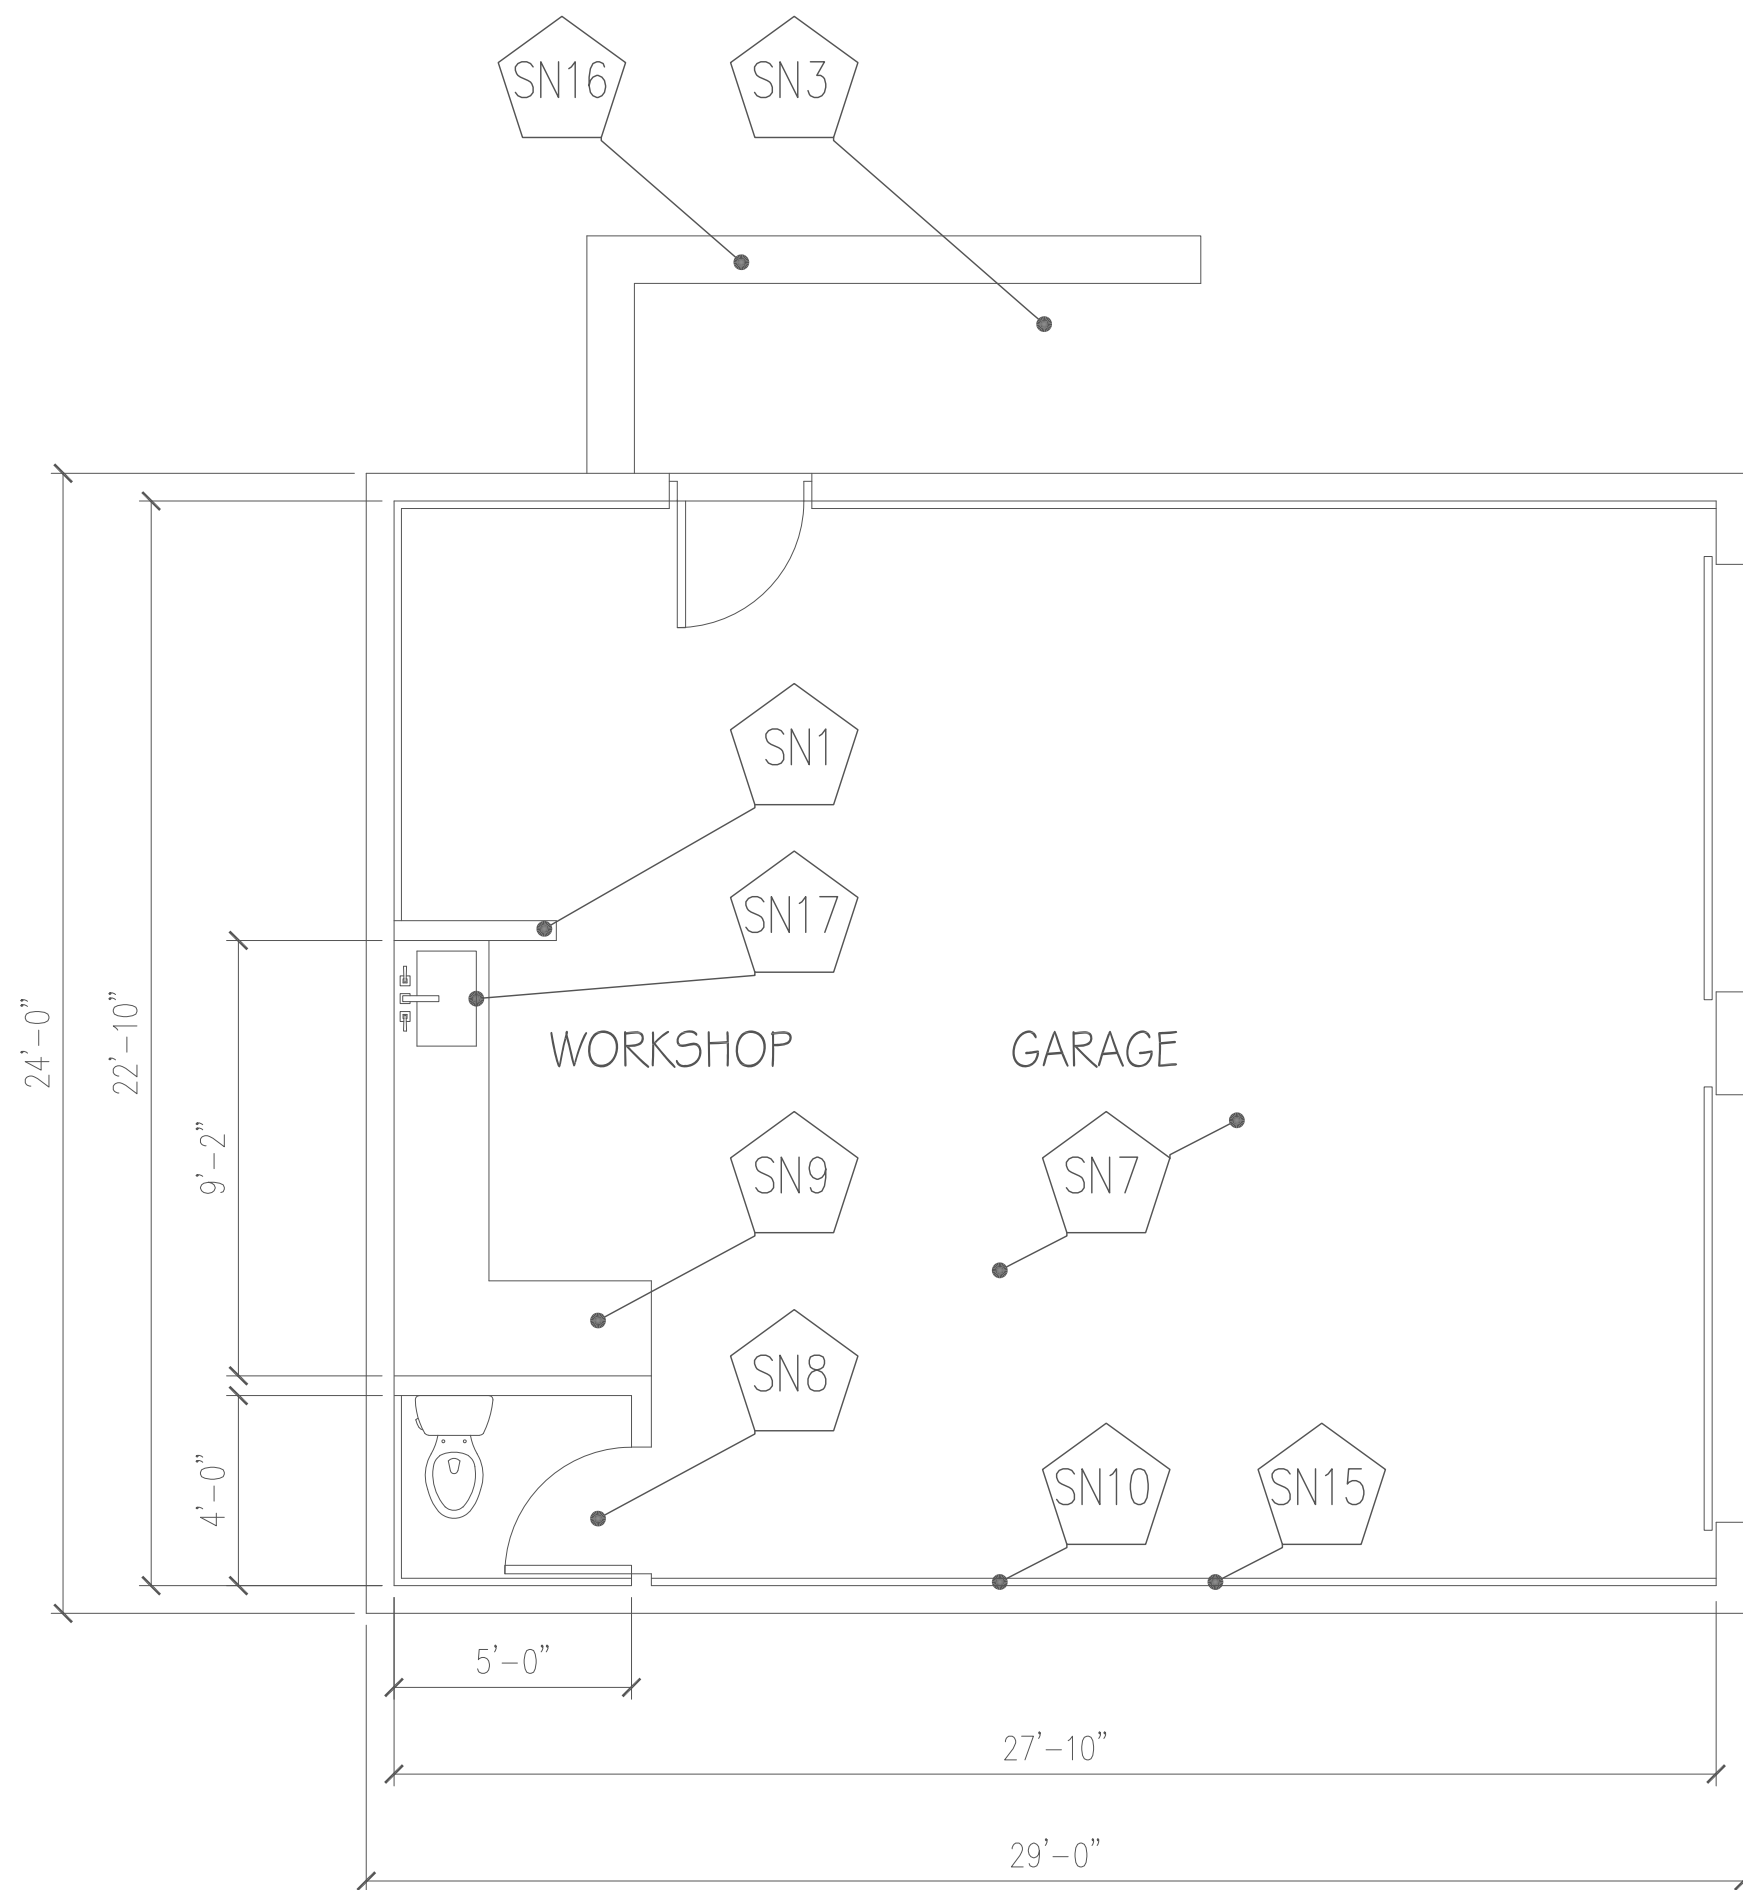 SN16
SN3
SN1
SN17
24'-0"
22'-10"
WORKSHOP
GARAGE
9'-2"
SN9
SN7
SN8
4'-0"
SN10
SN15
5'-0"
27'-10"
29'-0"